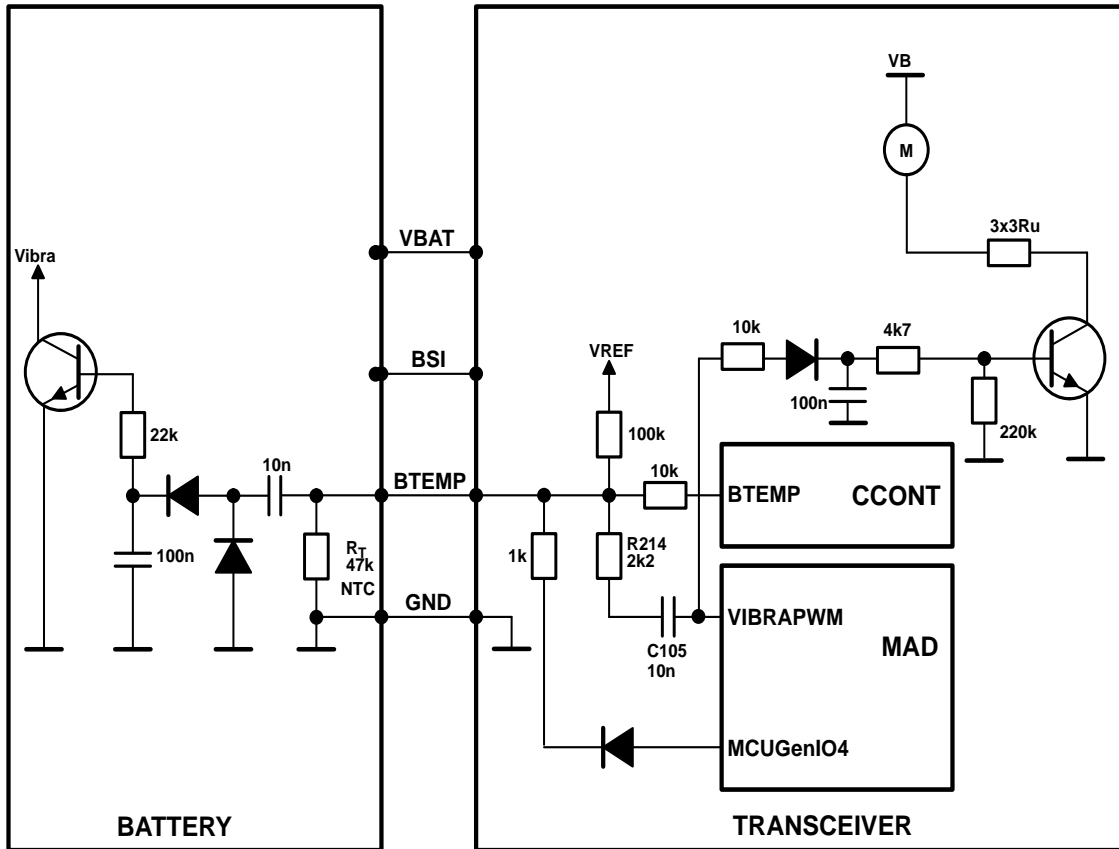 VB
M
3x3Ru
Vibra
VBAT
10k
4k7
VREF
BSI
100n
220k
100k
22k
10n
10k
BTEMP
BTEMP
CCONT
100n
RT
47k
NTC
1k
R214
2k2
GND
VIBRAPWM
C105
10n
MAD
MCUGenIO4
BATTERY
TRANSCEIVER